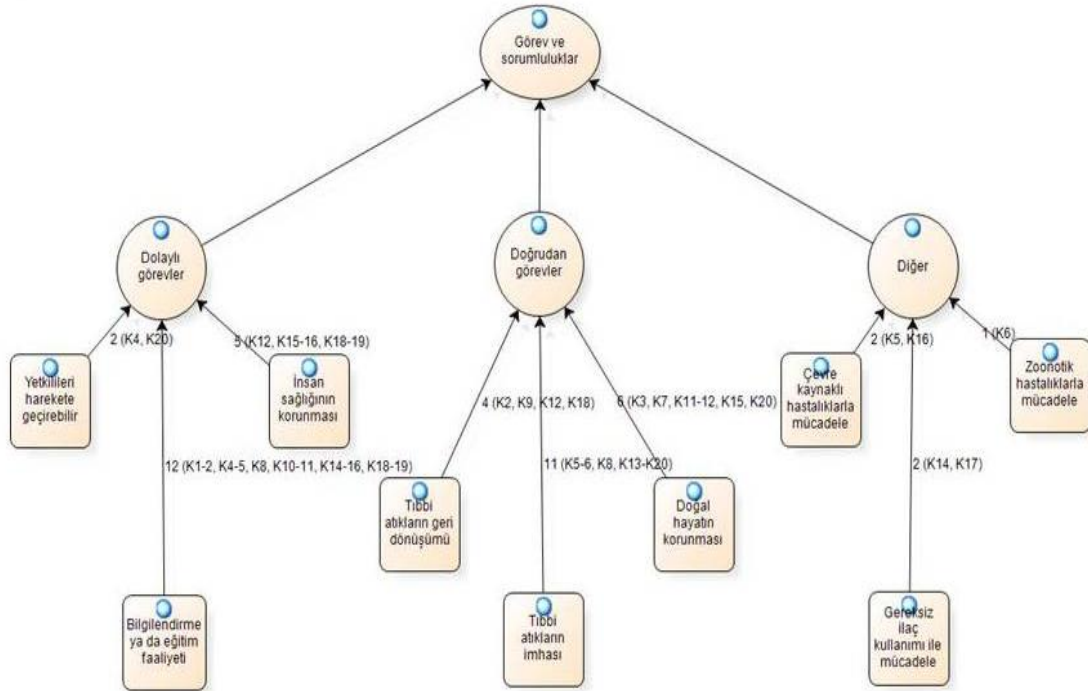 Görev ve
sorumluluklar
Dolaylı
görevler
Doğrudan
görevler
Diğer
2 (K4, K20)
5 (K12, K15-16, K18-19)
2 (K5, K16)
1 (K6)
Yetkilileri
harekete
geçirebilir
İnsan
sağlığının
korunması
Çevre
kaynaklı
hastalıklarla
mücadele
Zoonotik
hastalıklarla
mücadele
4 (K2, K9, K12, K18)
6 (K3, K7, K11-12, K15, K20)
12 (K1-2, K4-5, K8, K10-11, K14-16, K18-19)
11 (K5-6, K8, K13-K20)
2 (K14, K17)
Tıbbi
atıkların geri
dönüşümü
Doğal
hayatın
korunması
Bilgilendirme
ya da eğitim
faaliyeti
Tıbbi
atıkların
imhası
Gereksiz
ilaç
kullanımı ile
mücadele